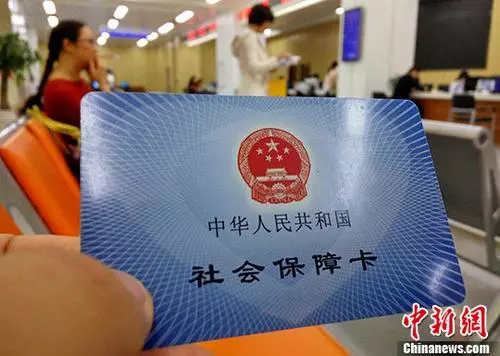 中华人民共和国
社会保障卡
中新网
Chinanews.com